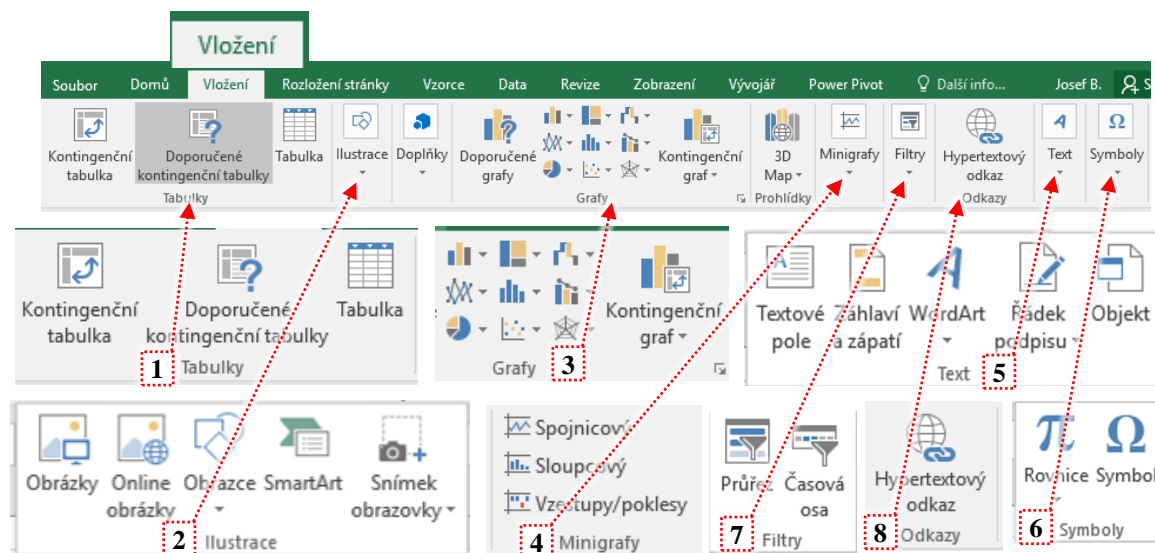 Vložení
Soubor Domů Vložení Rozložení stránky Vzorce Data Revize Zobrazení Vývojář Power Pivot Další info... Josef B. S
Kontingenční tabulka
Doporučené kontingenční tabulky
Tabulka
Ilustrace
Doplňky
Doporučené grafy
Kontingenční graf
3D Map
Minigrafy
Filtry
Hypertextový odkaz
Text
Symboly
Tabulky
Grafy
Prohlídky
Odkazy
Kontingenční tabulka
Doporučené kontingenční tabulky
Tabulka
1
Tabulky
Kontingenční graf
Grafy
3
Textové pole
Záhlaví a zápatí
WordArt
Řádek podpisu
Objekt
Text
5
Obrázky
Online obrázky
Obrazce
SmartArt
Snímek obrazovky
2
Ilustrace
Spojnicový
Sloupcový
Vzestupy/poklesy
4
Minigrafy
Průřez
Časová osa
7
Filtry
Hypertextový odkaz
8
Odkazy
Rovnice
Symbol
6
Symboly